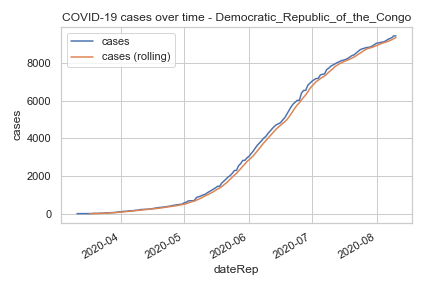 COVID-19 cases over time - Democratic_Republic_of_the_Congo
cases
cases (rolling)
cases
8000
6000
4000
2000
0
2020-04
2020-05
2020-06
2020-07
2020-08
dateRep